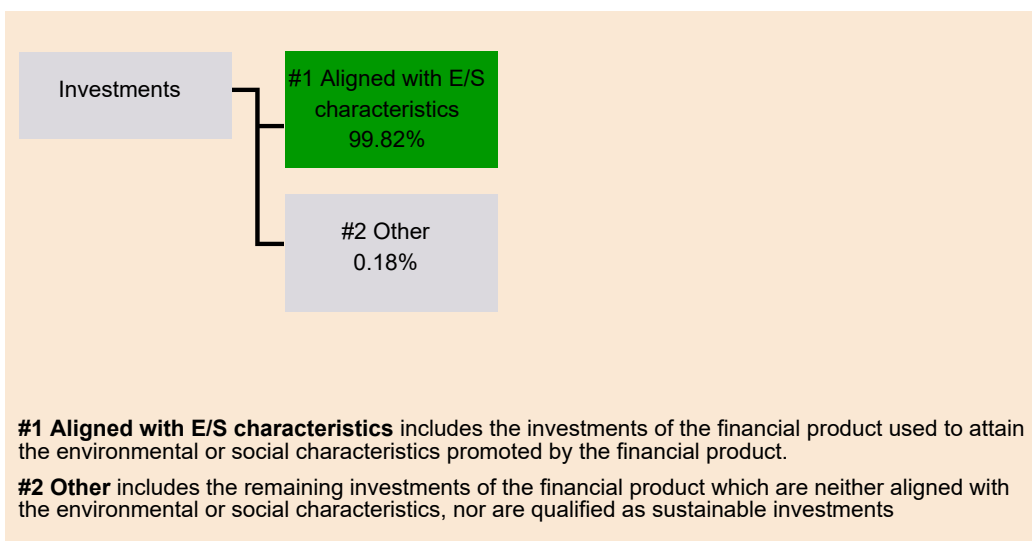 Investments
#1 Aligned with E/S
characteristics
99.82%
#2 Other
0.18%
#1 Aligned with E/S characteristics includes the investments of the financial product used to attain
the environmental or social characteristics promoted by the financial product.
#2 Other includes the remaining investments of the financial product which are neither aligned with
the environmental or social characteristics, nor are qualified as sustainable investments